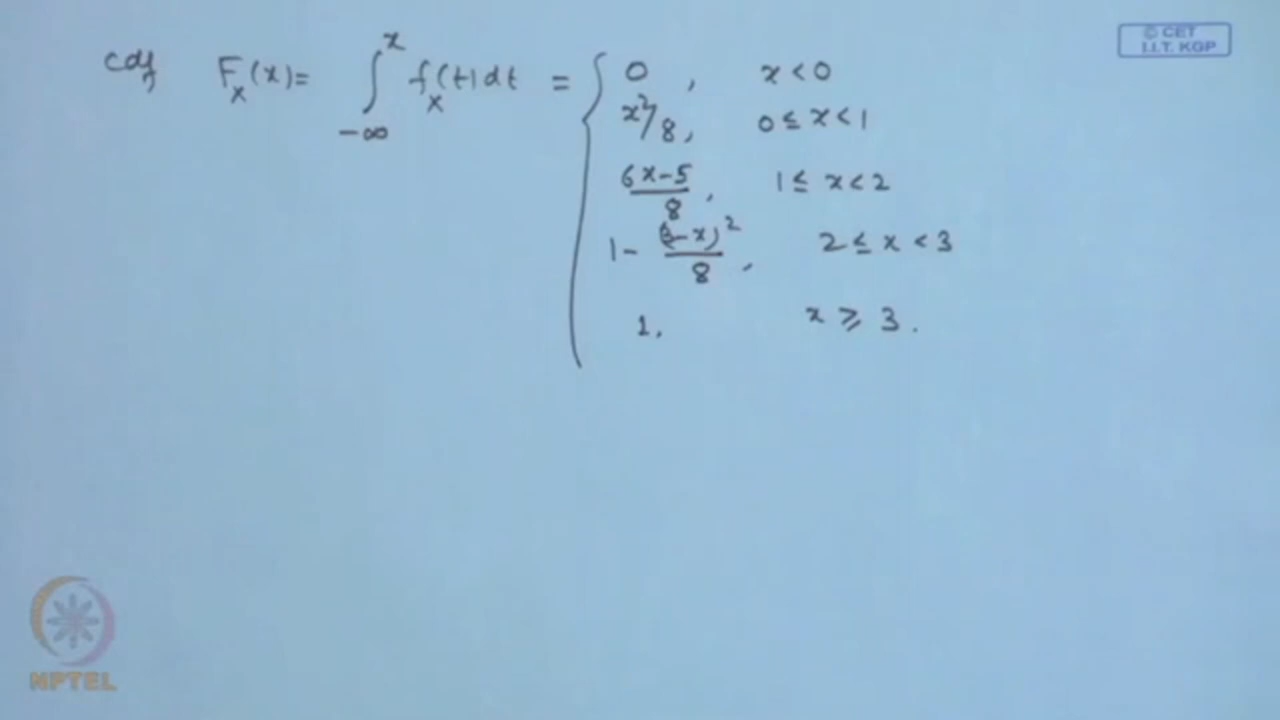 © CET
I.I.T. KGP
cdf F_X(x) = ∫_{-∞}^{x} f_X(t) dt = { 0, x < 0
x²/8, 0 ≤ x < 1
(6x-5)/8, 1 ≤ x < 2
1 - (3-x)²/8, 2 ≤ x < 3
1, x ≥ 3.
NPTEL